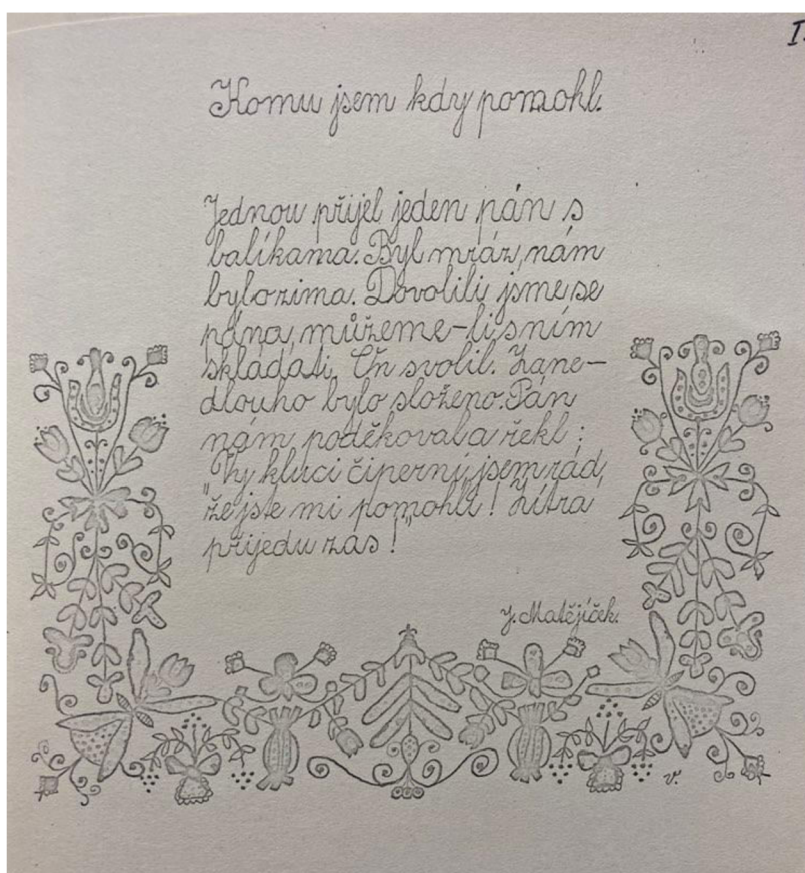 I.
Komu jsem kdy pomohl.
Jednou přijel jeden pán s
balíkama. Byl mráz, nám
bylo zima. Dovolili jsme se
pána, můžeme-li s ním
skládati. On svolil. Zane-
dlouho bylo složeno. Pán
nám poděkoval a řekl:
„Vy kluci čiperný, jsem rád,
že jste mi pomohli! Zítra
přijedu zas!"
J. Matějíček.
v.